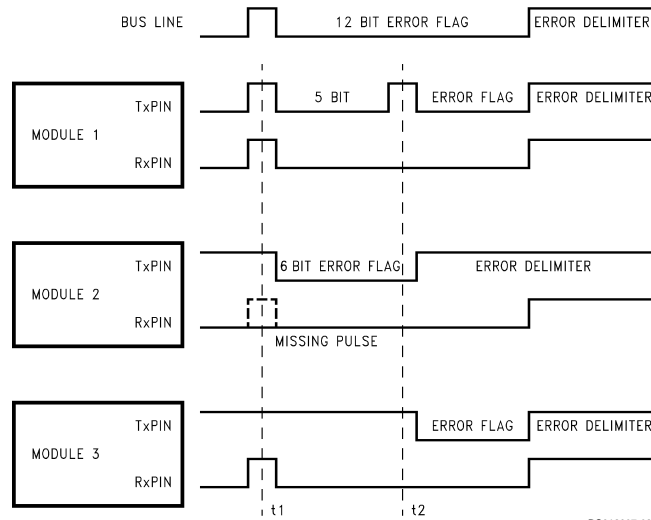 BUS LINE 12 BIT ERROR FLAG ERROR DELIMITER
TxPIN 5 BIT ERROR FLAG ERROR DELIMITER
MODULE 1
RxPIN
TxPIN 6 BIT ERROR FLAG ERROR DELIMITER
MODULE 2
RxPIN
MISSING PULSE
TxPIN ERROR FLAG ERROR DELIMITER
MODULE 3
RxPIN
t1 t2